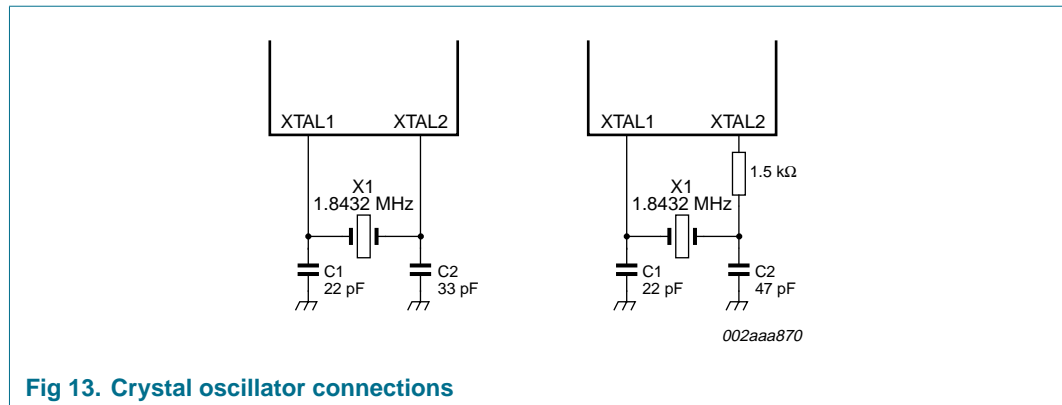 XTAL1 XTAL2
X1
1.8432 MHz
C1
22 pF
C2
33 pF
XTAL1 XTAL2
1.5 kΩ
X1
1.8432 MHz
C1
22 pF
C2
47 pF
002aaa870
Fig 13. Crystal oscillator connections